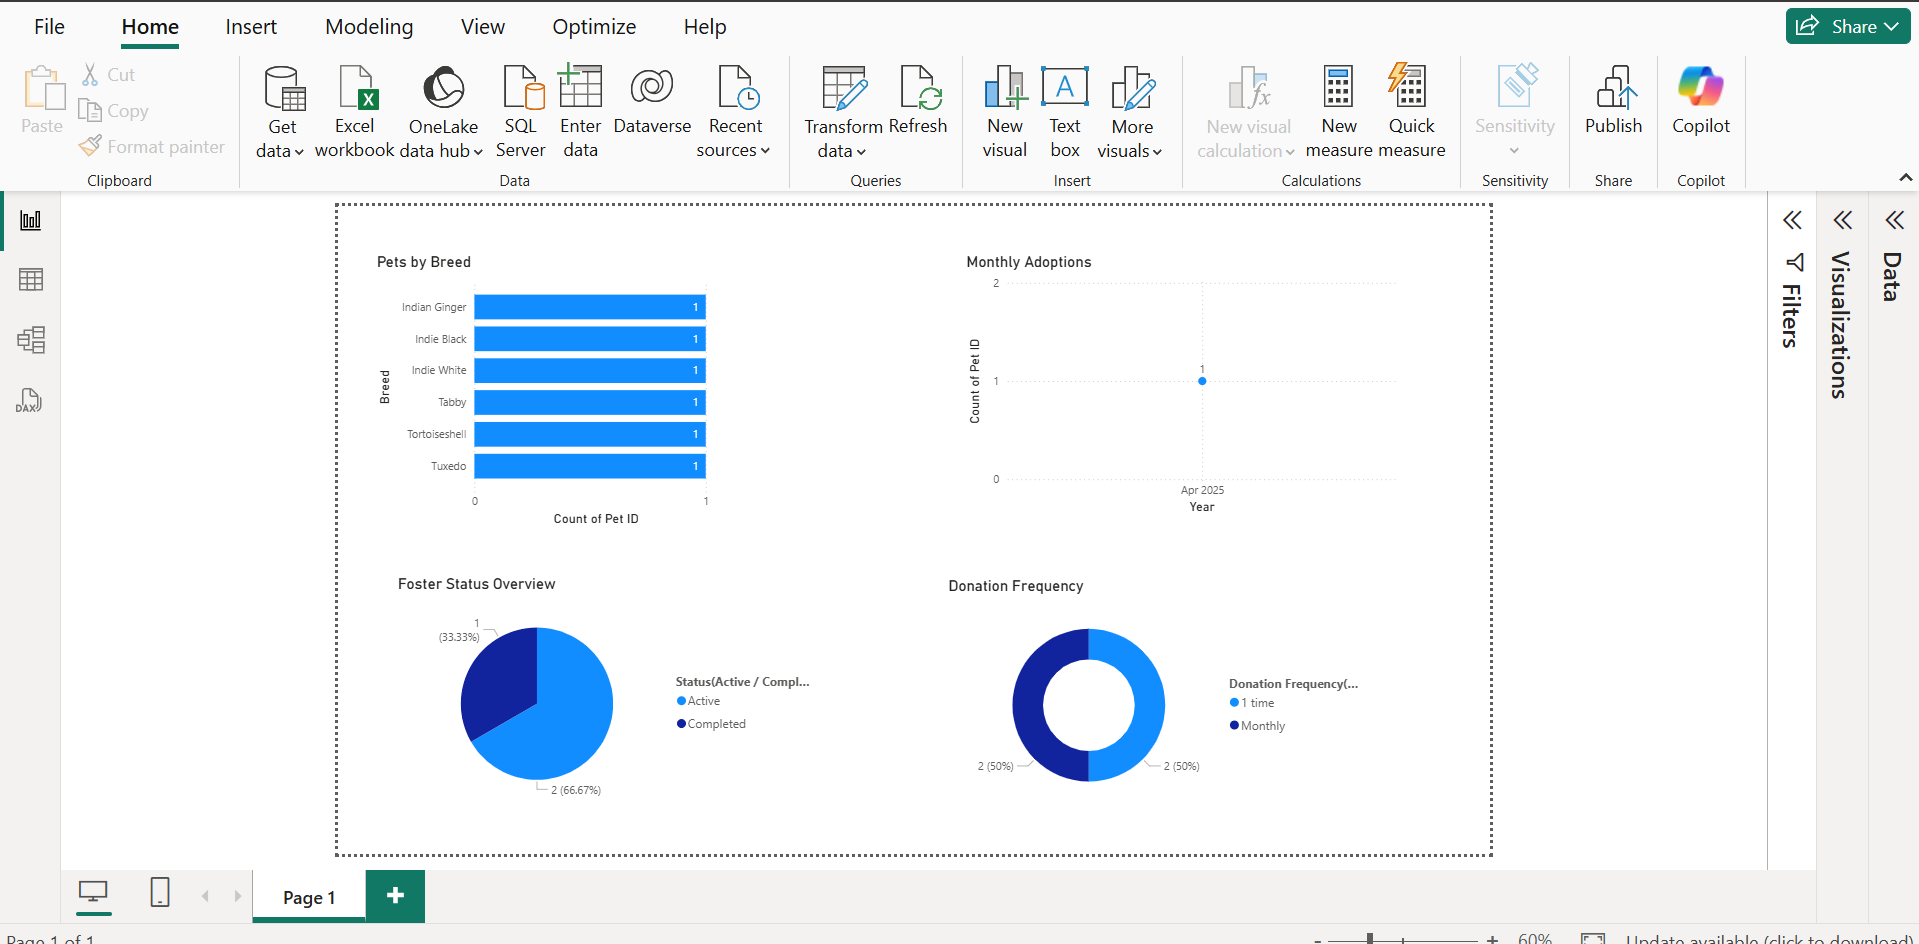 File Home Insert Modeling View Optimize Help
Share
Paste
Cut
Copy
Format painter
Clipboard
Get
data
Excel
workbook
OneLake
data hub
SQL
Server
Enter
data
Dataverse
Recent
sources
Data
Transform
data
Refresh
Queries
New
visual
A
Text
box
More
visuals
Insert
New visual
calculation
New
measure
Quick
measure
Calculations
Sensitivity
Sensitivity
Publish
Share
Copilot
Copilot
DAX
Pets by Breed
Breed
Indian Ginger 1
Indie Black 1
Indie White 1
Tabby 1
Tortoiseshell 1
Tuxedo 1
0 1
Count of Pet ID
Monthly Adoptions
Count of Pet ID
2
1
0
1
Apr 2025
Year
Foster Status Overview
1
(33.33%)
2 (66.67%)
Status(Active / Compl...
Active
Completed
Donation Frequency
2 (50%)
2 (50%)
Donation Frequency(...
1 time
Monthly
Filters
Visualizations
Data
Page 1
Page 1 of 1
60%
Update available (click to download)